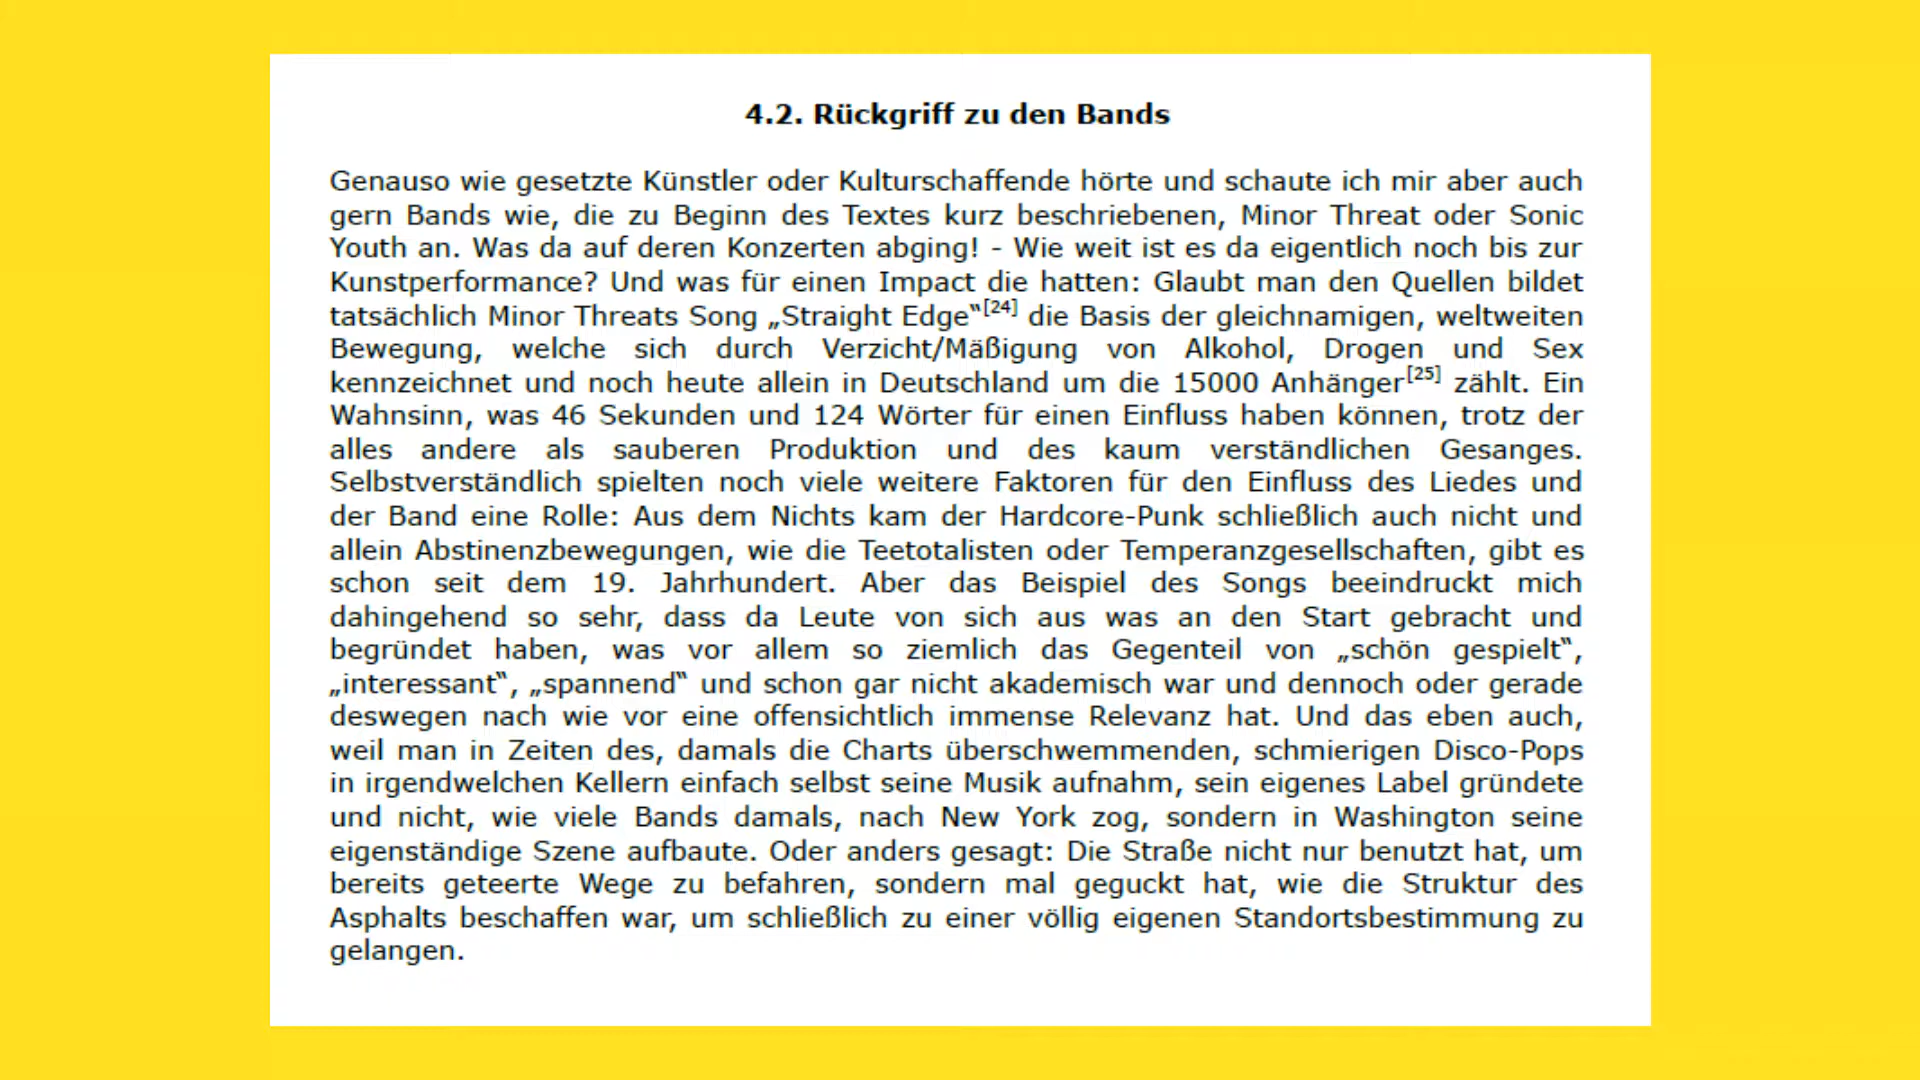 4.2. Rückgriff zu den Bands
Genauso wie gesetzte Künstler oder Kulturschaffende hörte und schaute ich mir aber auch
gern Bands wie, die zu Beginn des Textes kurz beschriebenen, Minor Threat oder Sonic
Youth an. Was da auf deren Konzerten abging! - Wie weit ist es da eigentlich noch bis zur
Kunstperformance? Und was für einen Impact die hatten: Glaubt man den Quellen bildet
tatsächlich Minor Threats Song „Straight Edge“[24] die Basis der gleichnamigen, weltweiten
Bewegung, welche sich durch Verzicht/Mäßigung von Alkohol, Drogen und Sex
kennzeichnet und noch heute allein in Deutschland um die 15000 Anhänger[25] zählt. Ein
Wahnsinn, was 46 Sekunden und 124 Wörter für einen Einfluss haben können, trotz der
alles andere als sauberen Produktion und des kaum verständlichen Gesanges.
Selbstverständlich spielten noch viele weitere Faktoren für den Einfluss des Liedes und
der Band eine Rolle: Aus dem Nichts kam der Hardcore-Punk schließlich auch nicht und
allein Abstinenzbewegungen, wie die Teetotalisten oder Temperanzgesellschaften, gibt es
schon seit dem 19. Jahrhundert. Aber das Beispiel des Songs beeindruckt mich
dahingehend so sehr, dass da Leute von sich aus was an den Start gebracht und
begründet haben, was vor allem so ziemlich das Gegenteil von „schön gespielt“,
„interessant“, „spannend“ und schon gar nicht akademisch war und dennoch oder gerade
deswegen nach wie vor eine offensichtlich immense Relevanz hat. Und das eben auch,
weil man in Zeiten des, damals die Charts überschwemmenden, schmierigen Disco-Pops
in irgendwelchen Kellern einfach selbst seine Musik aufnahm, sein eigenes Label gründete
und nicht, wie viele Bands damals, nach New York zog, sondern in Washington seine
eigenständige Szene aufbaute. Oder anders gesagt: Die Straße nicht nur benutzt hat, um
bereits geteerte Wege zu befahren, sondern mal geguckt hat, wie die Struktur des
Asphalts beschaffen war, um schließlich zu einer völlig eigenen Standortsbestimmung zu
gelangen.